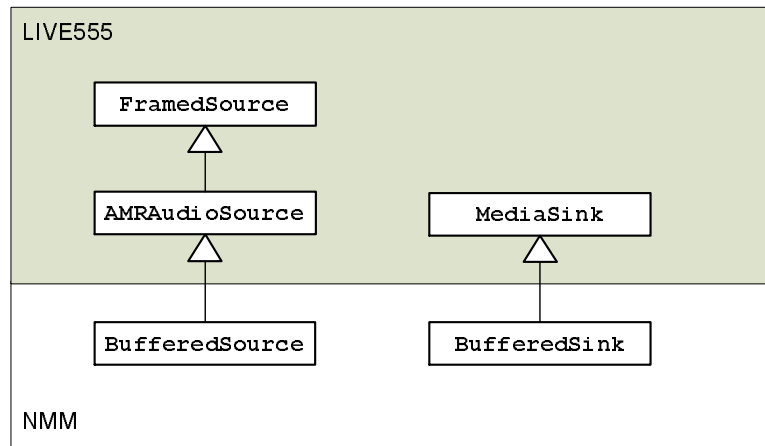 LIVE555
FramedSource
AMRAudioSource
MediaSink
BufferedSource
BufferedSink
NMM